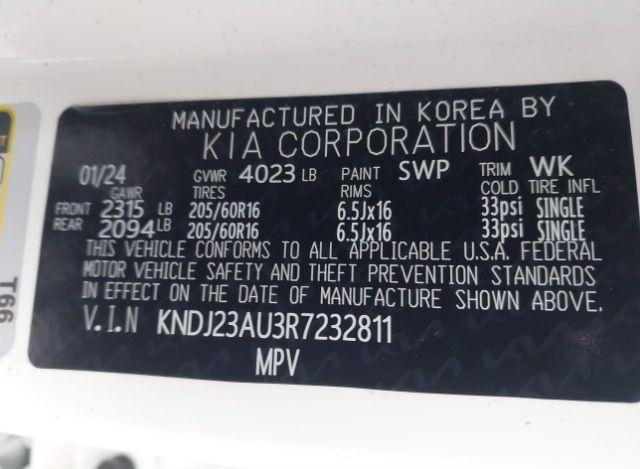 MANUFACTURED IN KOREA BY
KIA CORPORATION
01/24 GVWR 4023 LB PAINT SWP TRIM WK
GAWR TIRES RIMS COLD TIRE INFL
FRONT 2315 LB 205/60R16 6.5Jx16 33psi SINGLE
REAR 2094 LB 205/60R16 6.5Jx16 33psi SINGLE
THIS VEHICLE CONFORMS TO ALL APPLICABLE U.S.A. FEDERAL
MOTOR VEHICLE SAFETY AND THEFT PREVENTION STANDARDS
IN EFFECT ON THE DATE OF MANUFACTURE SHOWN ABOVE.
V.I.N KNDJ23AU3R7232811
MPV
T66